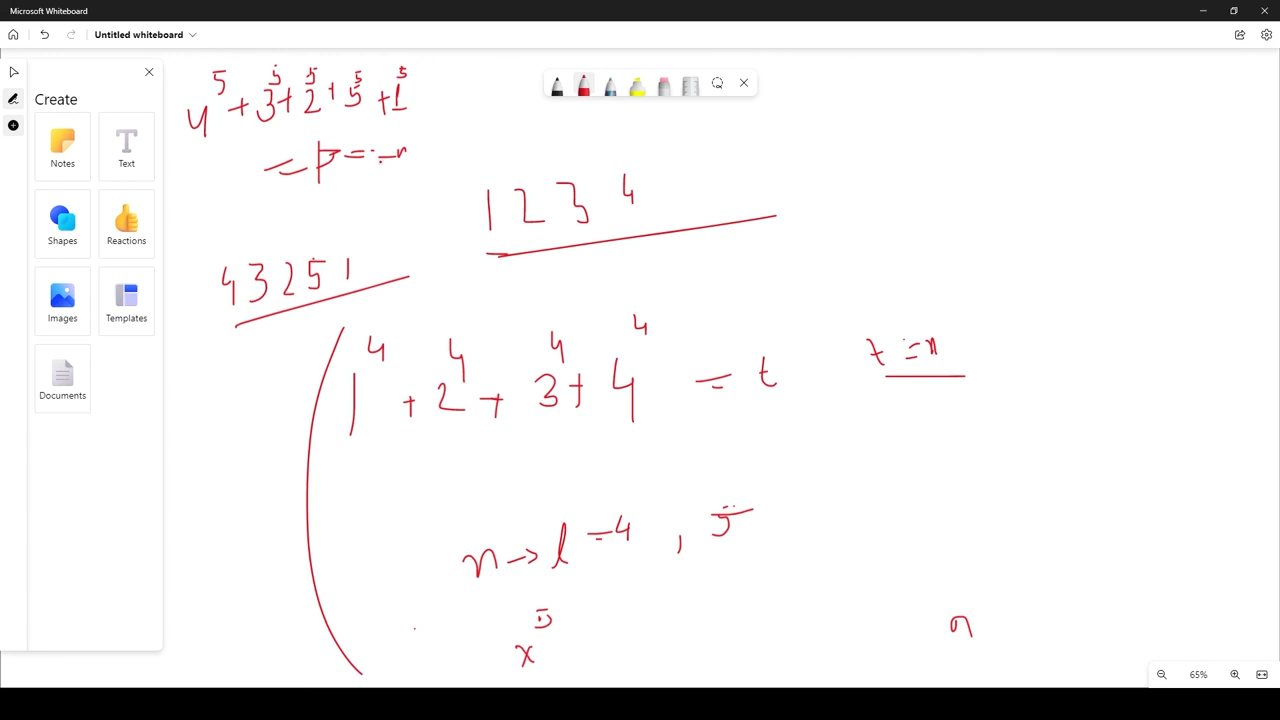 Microsoft Whiteboard
Untitled whiteboard
Create
Notes
Text
Shapes
Reactions
Images
Templates
Documents
4⁵ + 3⁵ + 2⁵ + 5⁵ + 1⁵
= p =
1 2 3 4
4 3 2 5 1
1⁴ + 2⁴ + 3⁴ + 4⁴ = t
t = n
n → l = 4 , 5
x⁵
n
65%